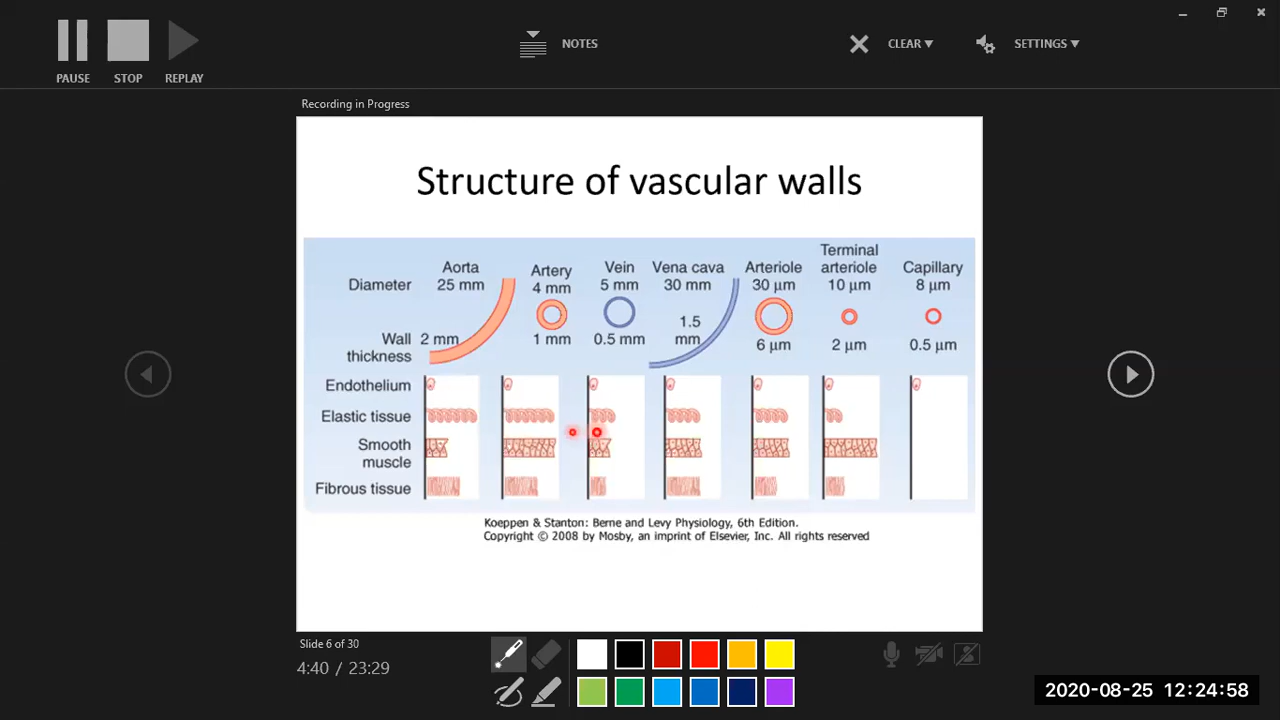 PAUSE STOP REPLAY
NOTES
CLEAR
SETTINGS
Recording in Progress
Structure of vascular walls
Aorta Artery Vein Vena cava Arteriole Terminal arteriole Capillary
Diameter 25 mm 4 mm 5 mm 30 mm 30 µm 10 µm 8 µm
Wall thickness 2 mm 1 mm 0.5 mm 1.5 mm 6 µm 2 µm 0.5 µm
Endothelium
Elastic tissue
Smooth
muscle
Fibrous tissue
Koeppen & Stanton: Berne and Levy Physiology, 6th Edition.
Copyright © 2008 by Mosby, an imprint of Elsevier, Inc. All rights reserved
Slide 6 of 30
4:40 / 23:29
2020-08-25 12:24:58